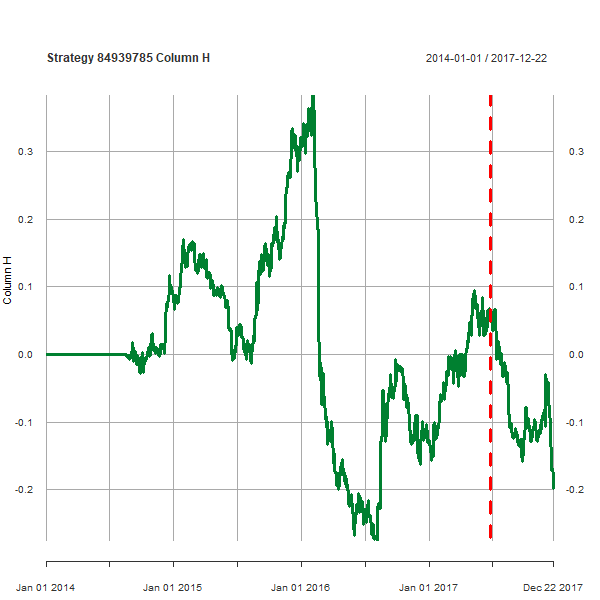 Strategy 84939785 Column H
2014-01-01 / 2017-12-22
Column H
0.3
0.2
0.1
0.0
-0.1
-0.2
0.3
0.2
0.1
0.0
-0.1
-0.2
Jan 01 2014
Jan 01 2015
Jan 01 2016
Jan 01 2017
Dec 22 2017